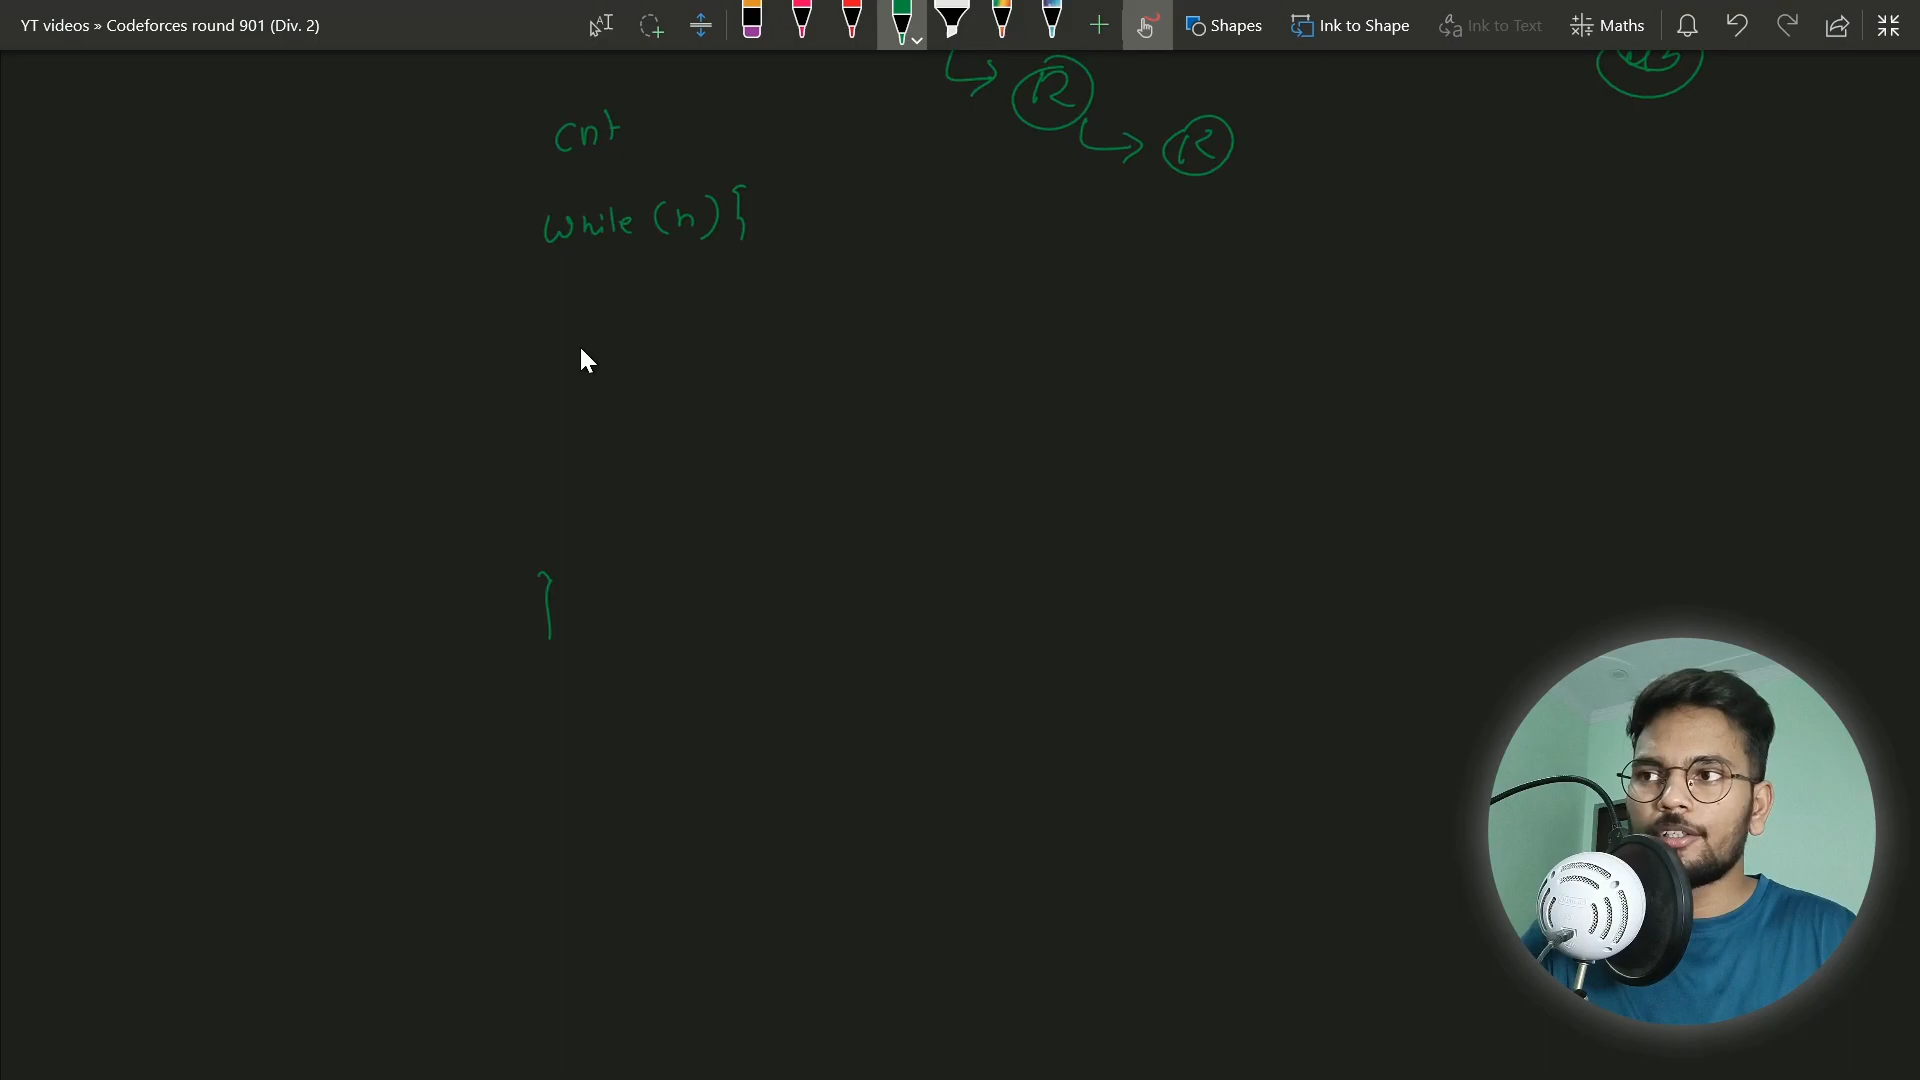 YT videos » Codeforces round 901 (Div. 2)
Shapes
Ink to Shape
Ink to Text
Maths
R
R
cnt
while (n) {
}